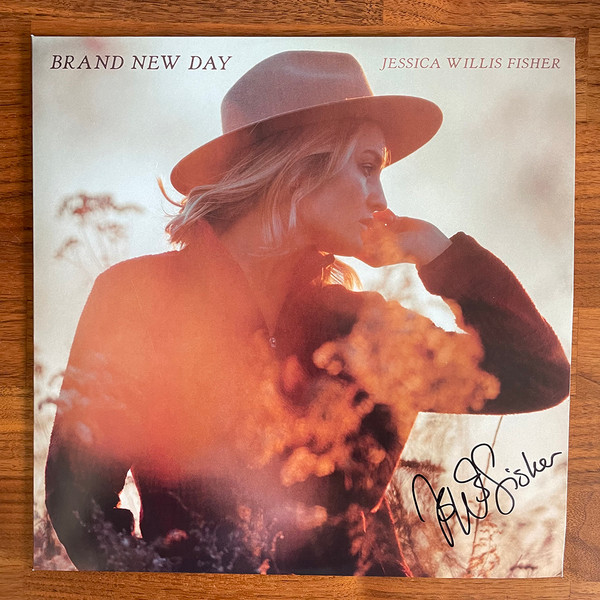 BRAND NEW DAY
JESSICA WILLIS FISHER
Fisher